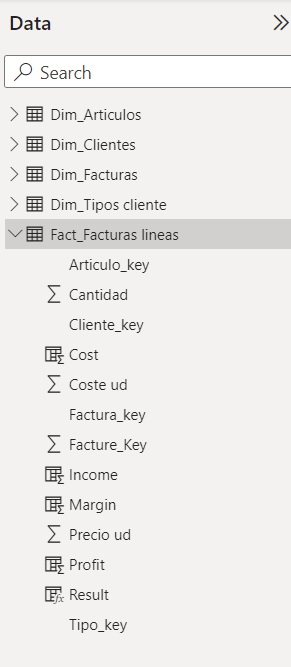 Data
Search
Dim_Articulos
Dim_Clientes
Dim_Facturas
Dim_Tipos cliente
Fact_Facturas lineas
Articulo_key
Cantidad
Cliente_key
Cost
Coste ud
Factura_key
Facture_Key
Income
Margin
Precio ud
Profit
Result
Tipo_key